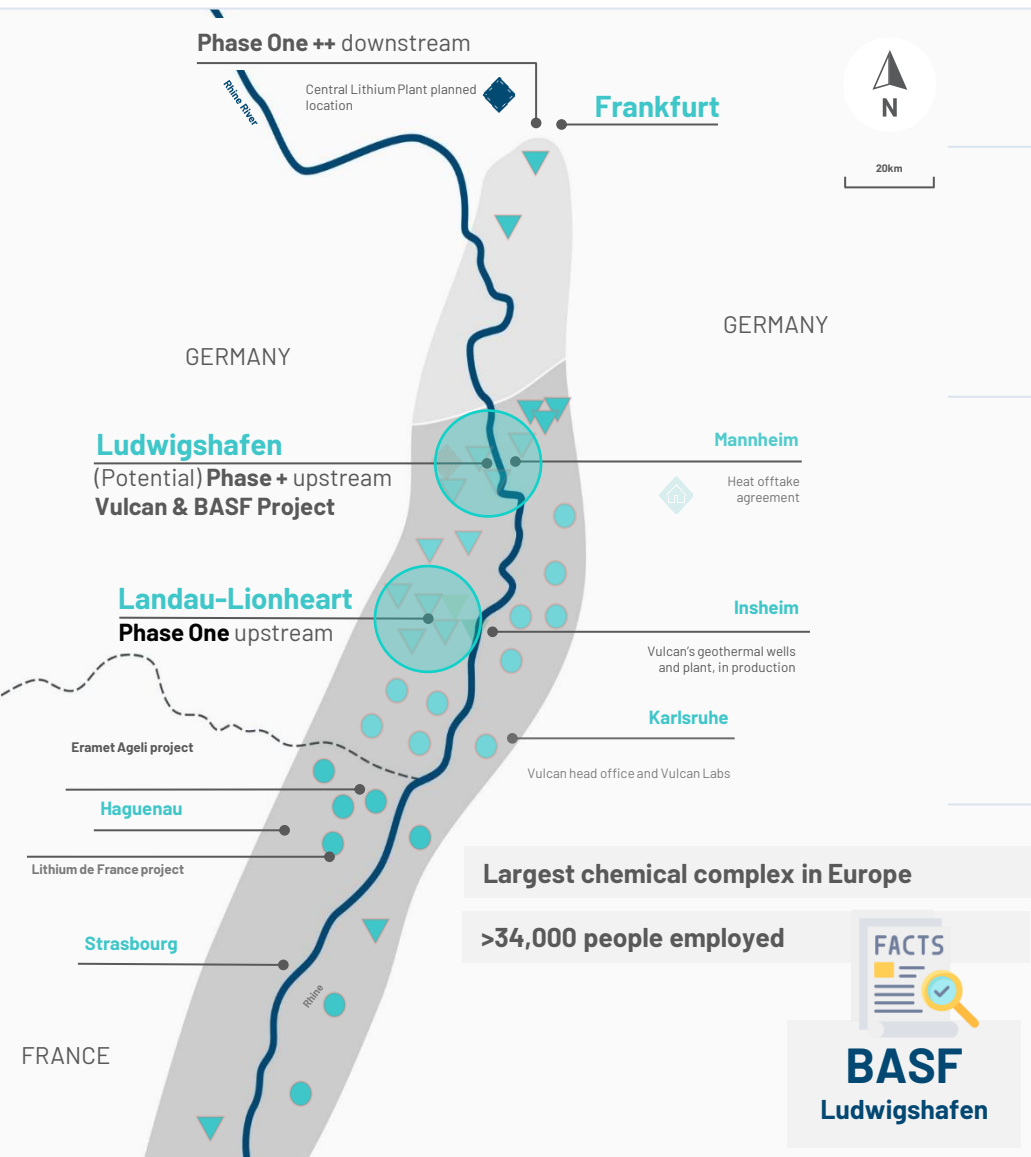 Phase One ++ downstream
Rhine River
Central Lithium Plant planned
location
Frankfurt
N
20km
GERMANY
GERMANY
Ludwigshafen
(Potential) Phase + upstream
Vulcan & BASF Project
Mannheim
Heat offtake
agreement
Landau-Lionheart
Phase One upstream
Insheim
Vulcan's geothermal wells
and plant, in production
Karlsruhe
Vulcan head office and Vulcan Labs
Eramet Ageli project
Haguenau
Lithium de France project
Largest chemical complex in Europe
>34,000 people employed
Strasbourg
Rhine
FRANCE
FACTS
BASF
Ludwigshafen